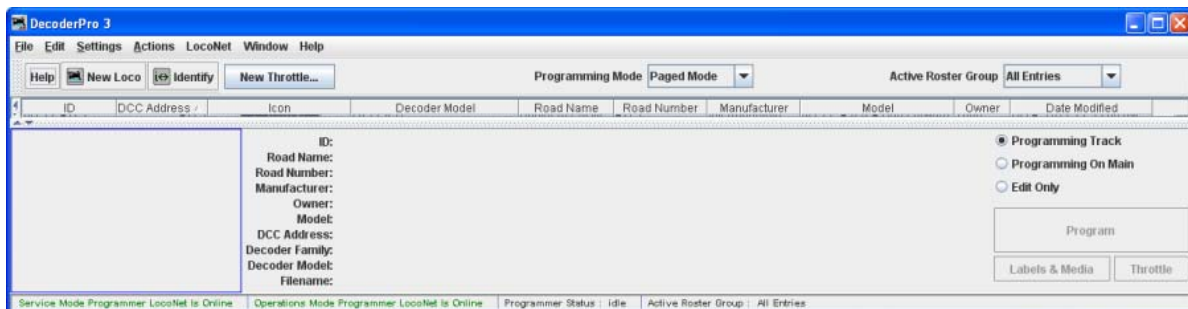 DecoderPro 3
File Edit Settings Actions LocoNet Window Help
Help New Loco Identify New Throttle... Programming Mode Paged Mode Active Roster Group All Entries
ID DCC Address Icon Decoder Model Road Name Road Number Manufacturer Model Owner Date Modified
ID:
Road Name:
Road Number:
Manufacturer:
Owner:
Model:
DCC Address:
Decoder Family:
Decoder Model:
Filename:
Programming Track
Programming On Main
Edit Only
Program
Labels & Media Throttle
Service Mode Programmer LocoNet Is Online Operations Mode Programmer LocoNet Is Online Programmer Status : idle Active Roster Group : All Entries